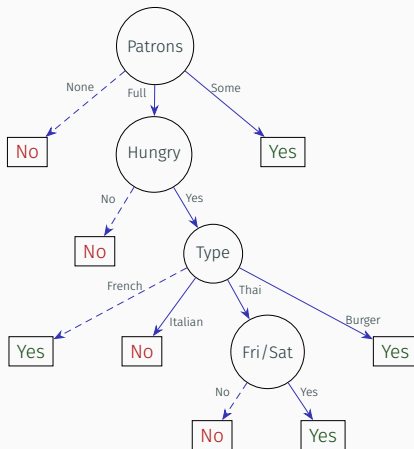 Patrons
None
Full
Some
No
Hungry
Yes
No
Yes
No
Type
French
Italian
Thai
Burger
Yes
No
Fri/Sat
Yes
No
Yes
No
Yes